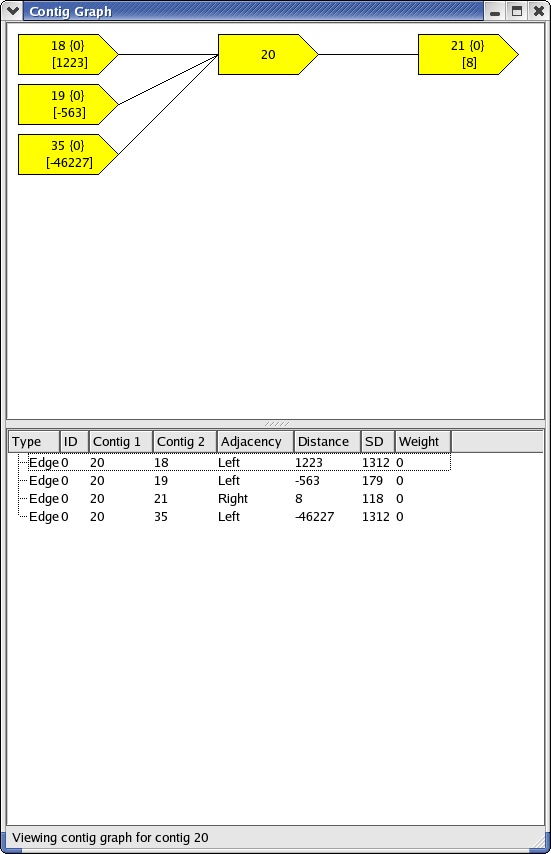 Contig Graph
18 {0}
[1223]
20
21 {0}
[8]
19 {0}
[-563]
35 {0}
[-46227]
Type ID Contig 1 Contig 2 Adjacency Distance SD Weight
Edge 0 20 18 Left 1223 1312 0
Edge 0 20 19 Left -563 179 0
Edge 0 20 21 Right 8 118 0
Edge 0 20 35 Left -46227 1312 0
Viewing contig graph for contig 20